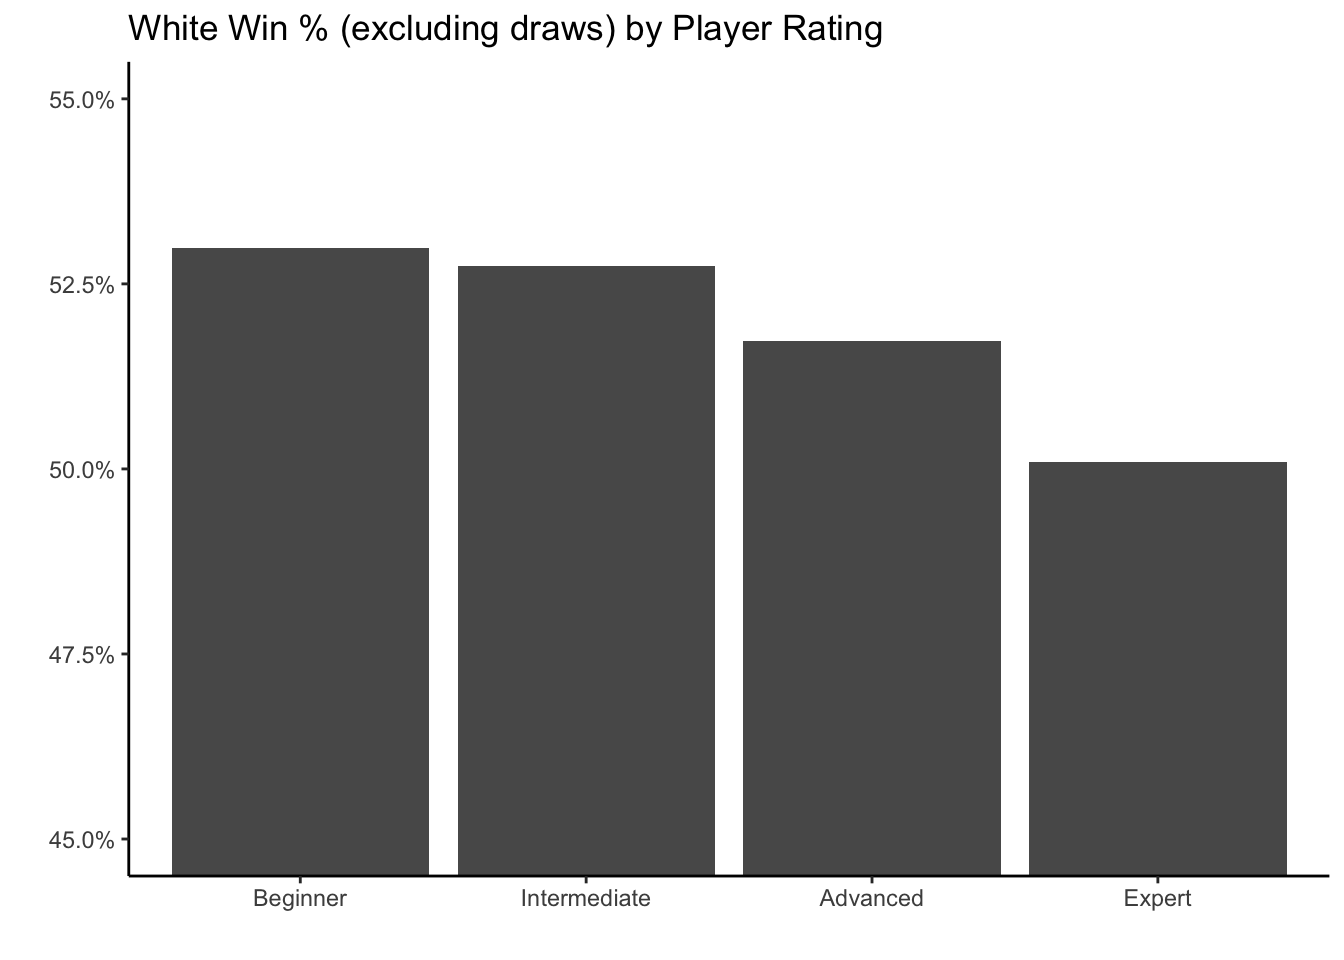 White Win % (excluding draws) by Player Rating
55.0%
52.5%
50.0%
47.5%
45.0%
Beginner Intermediate Advanced Expert